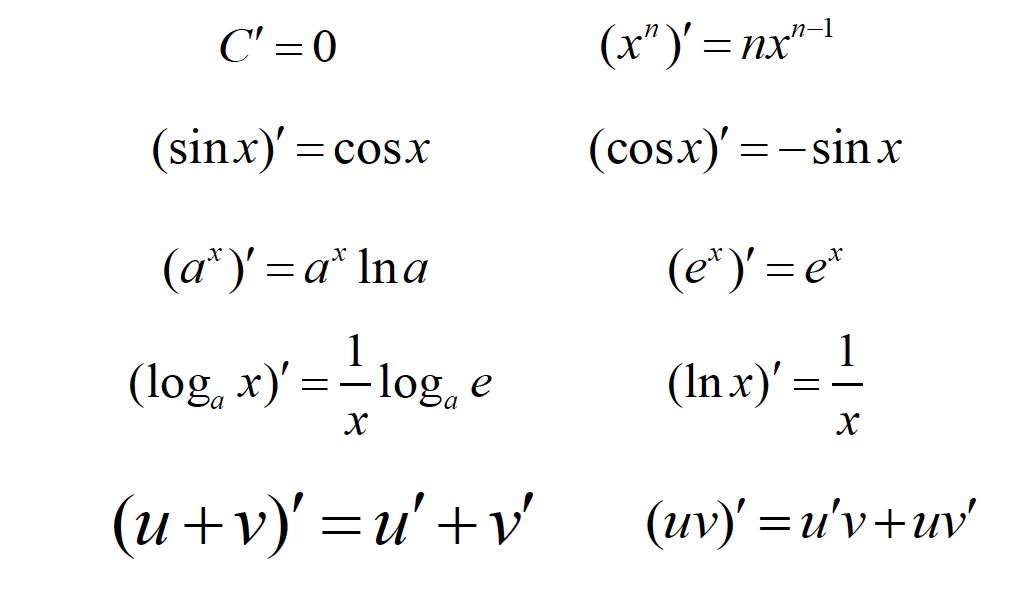 C′ = 0 (xⁿ)′ = nxⁿ⁻¹
(sin x)′ = cos x (cos x)′ = − sin x
(aˣ)′ = aˣ ln a (eˣ)′ = eˣ
(logₐ x)′ = 1/x logₐ e (ln x)′ = 1/x
(u + v)′ = u′ + v′ (uv)′ = u′v + uv′